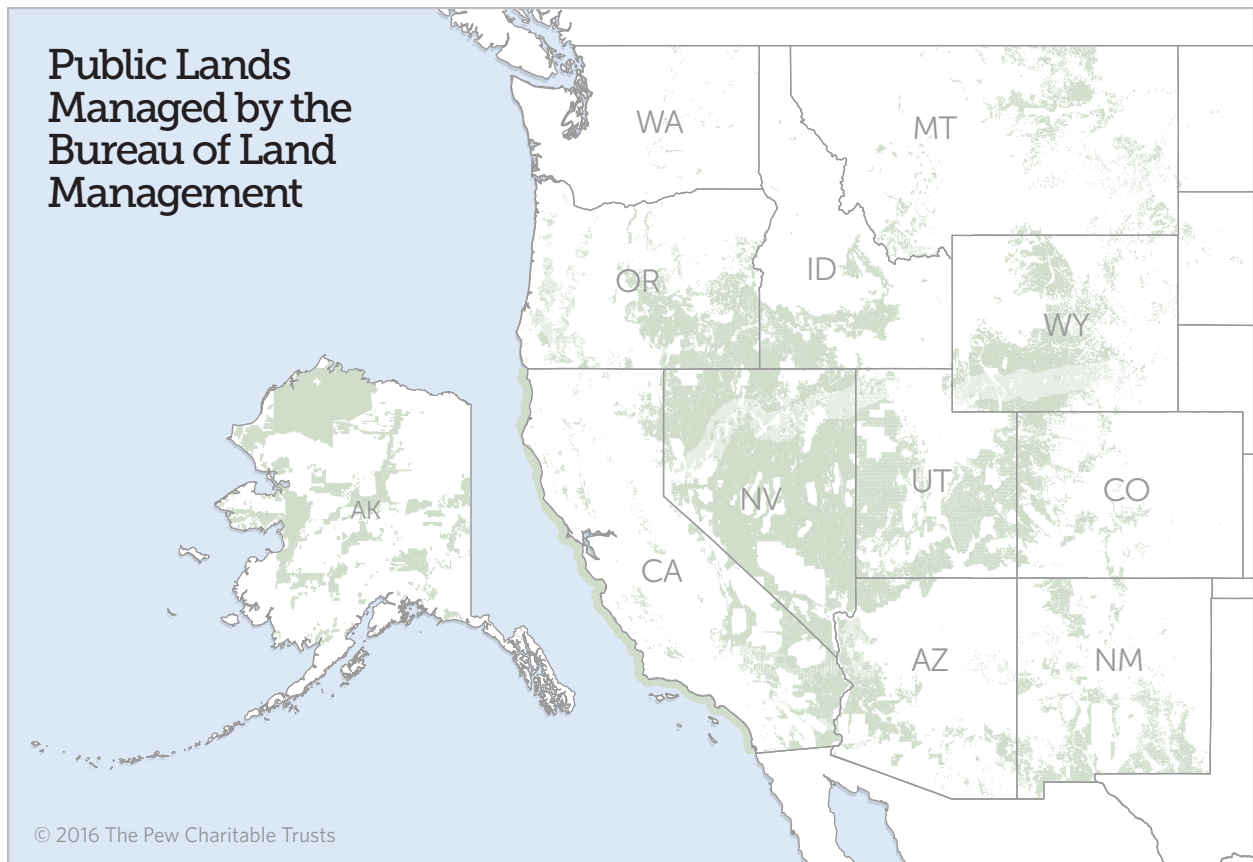 Public Lands
Managed by the
Bureau of Land
Management
WA
MT
OR
ID
WY
NV
UT
CO
AK
CA
AZ
NM
© 2016 The Pew Charitable Trusts